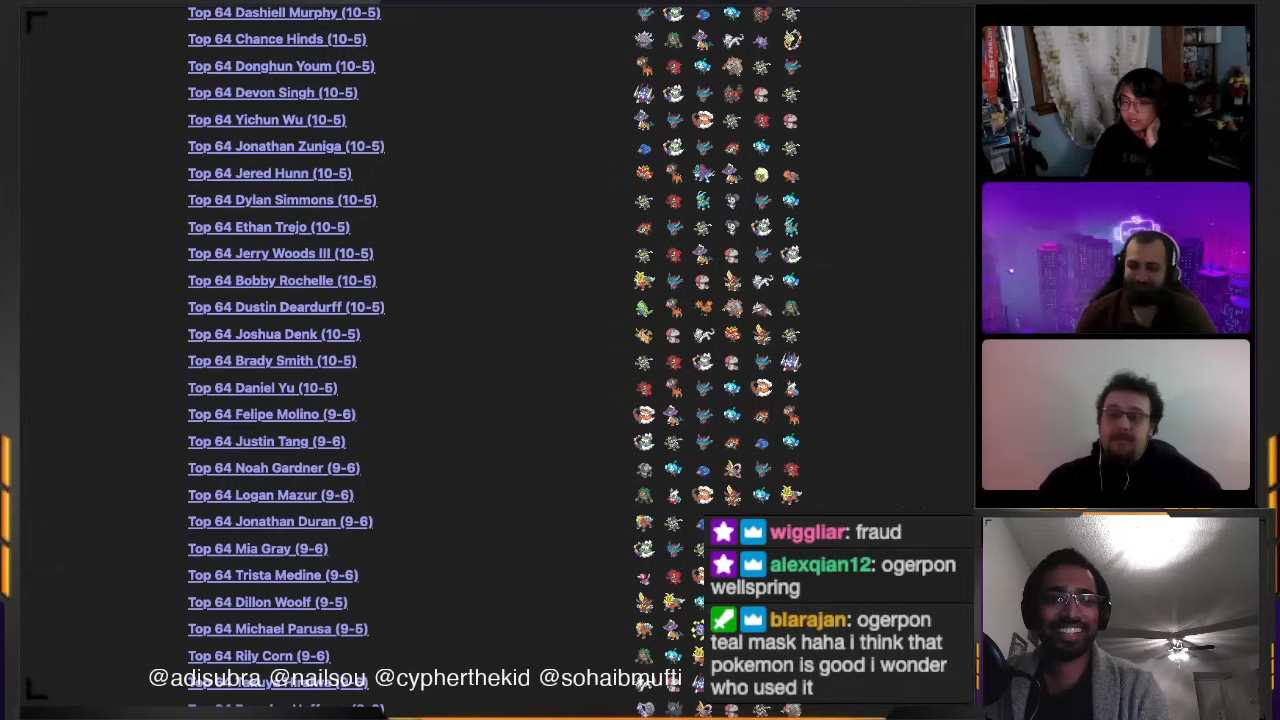 Top 64 Dashiell Murphy (10-5)
Top 64 Chance Hinds (10-5)
Top 64 Donghun Youm (10-5)
Top 64 Devon Singh (10-5)
Top 64 Yichun Wu (10-5)
Top 64 Jonathan Zuniga (10-5)
Top 64 Jered Hunn (10-5)
Top 64 Dylan Simmons (10-5)
Top 64 Ethan Trejo (10-5)
Top 64 Jerry Woods III (10-5)
Top 64 Bobby Rochelle (10-5)
Top 64 Dustin Deardurff (10-5)
Top 64 Joshua Denk (10-5)
Top 64 Brady Smith (10-5)
Top 64 Daniel Yu (10-5)
Top 64 Felipe Molino (9-6)
Top 64 Justin Tang (9-6)
Top 64 Noah Gardner (9-6)
Top 64 Logan Mazur (9-6)
Top 64 Jonathan Duran (9-6)
Top 64 Mia Gray (9-6)
Top 64 Trista Medine (9-6)
Top 64 Dillon Woolf (9-5)
Top 64 Michael Parusa (9-5)
Top 64 Rily Corn (9-6)
@adisubra @nailsou @cypherthekid @sohaibmufti
wiggliar: fraud
alexqian12: ogerpon
wellspring
blarajan: ogerpon
teal mask haha i think that
pokemon is good i wonder
who used it